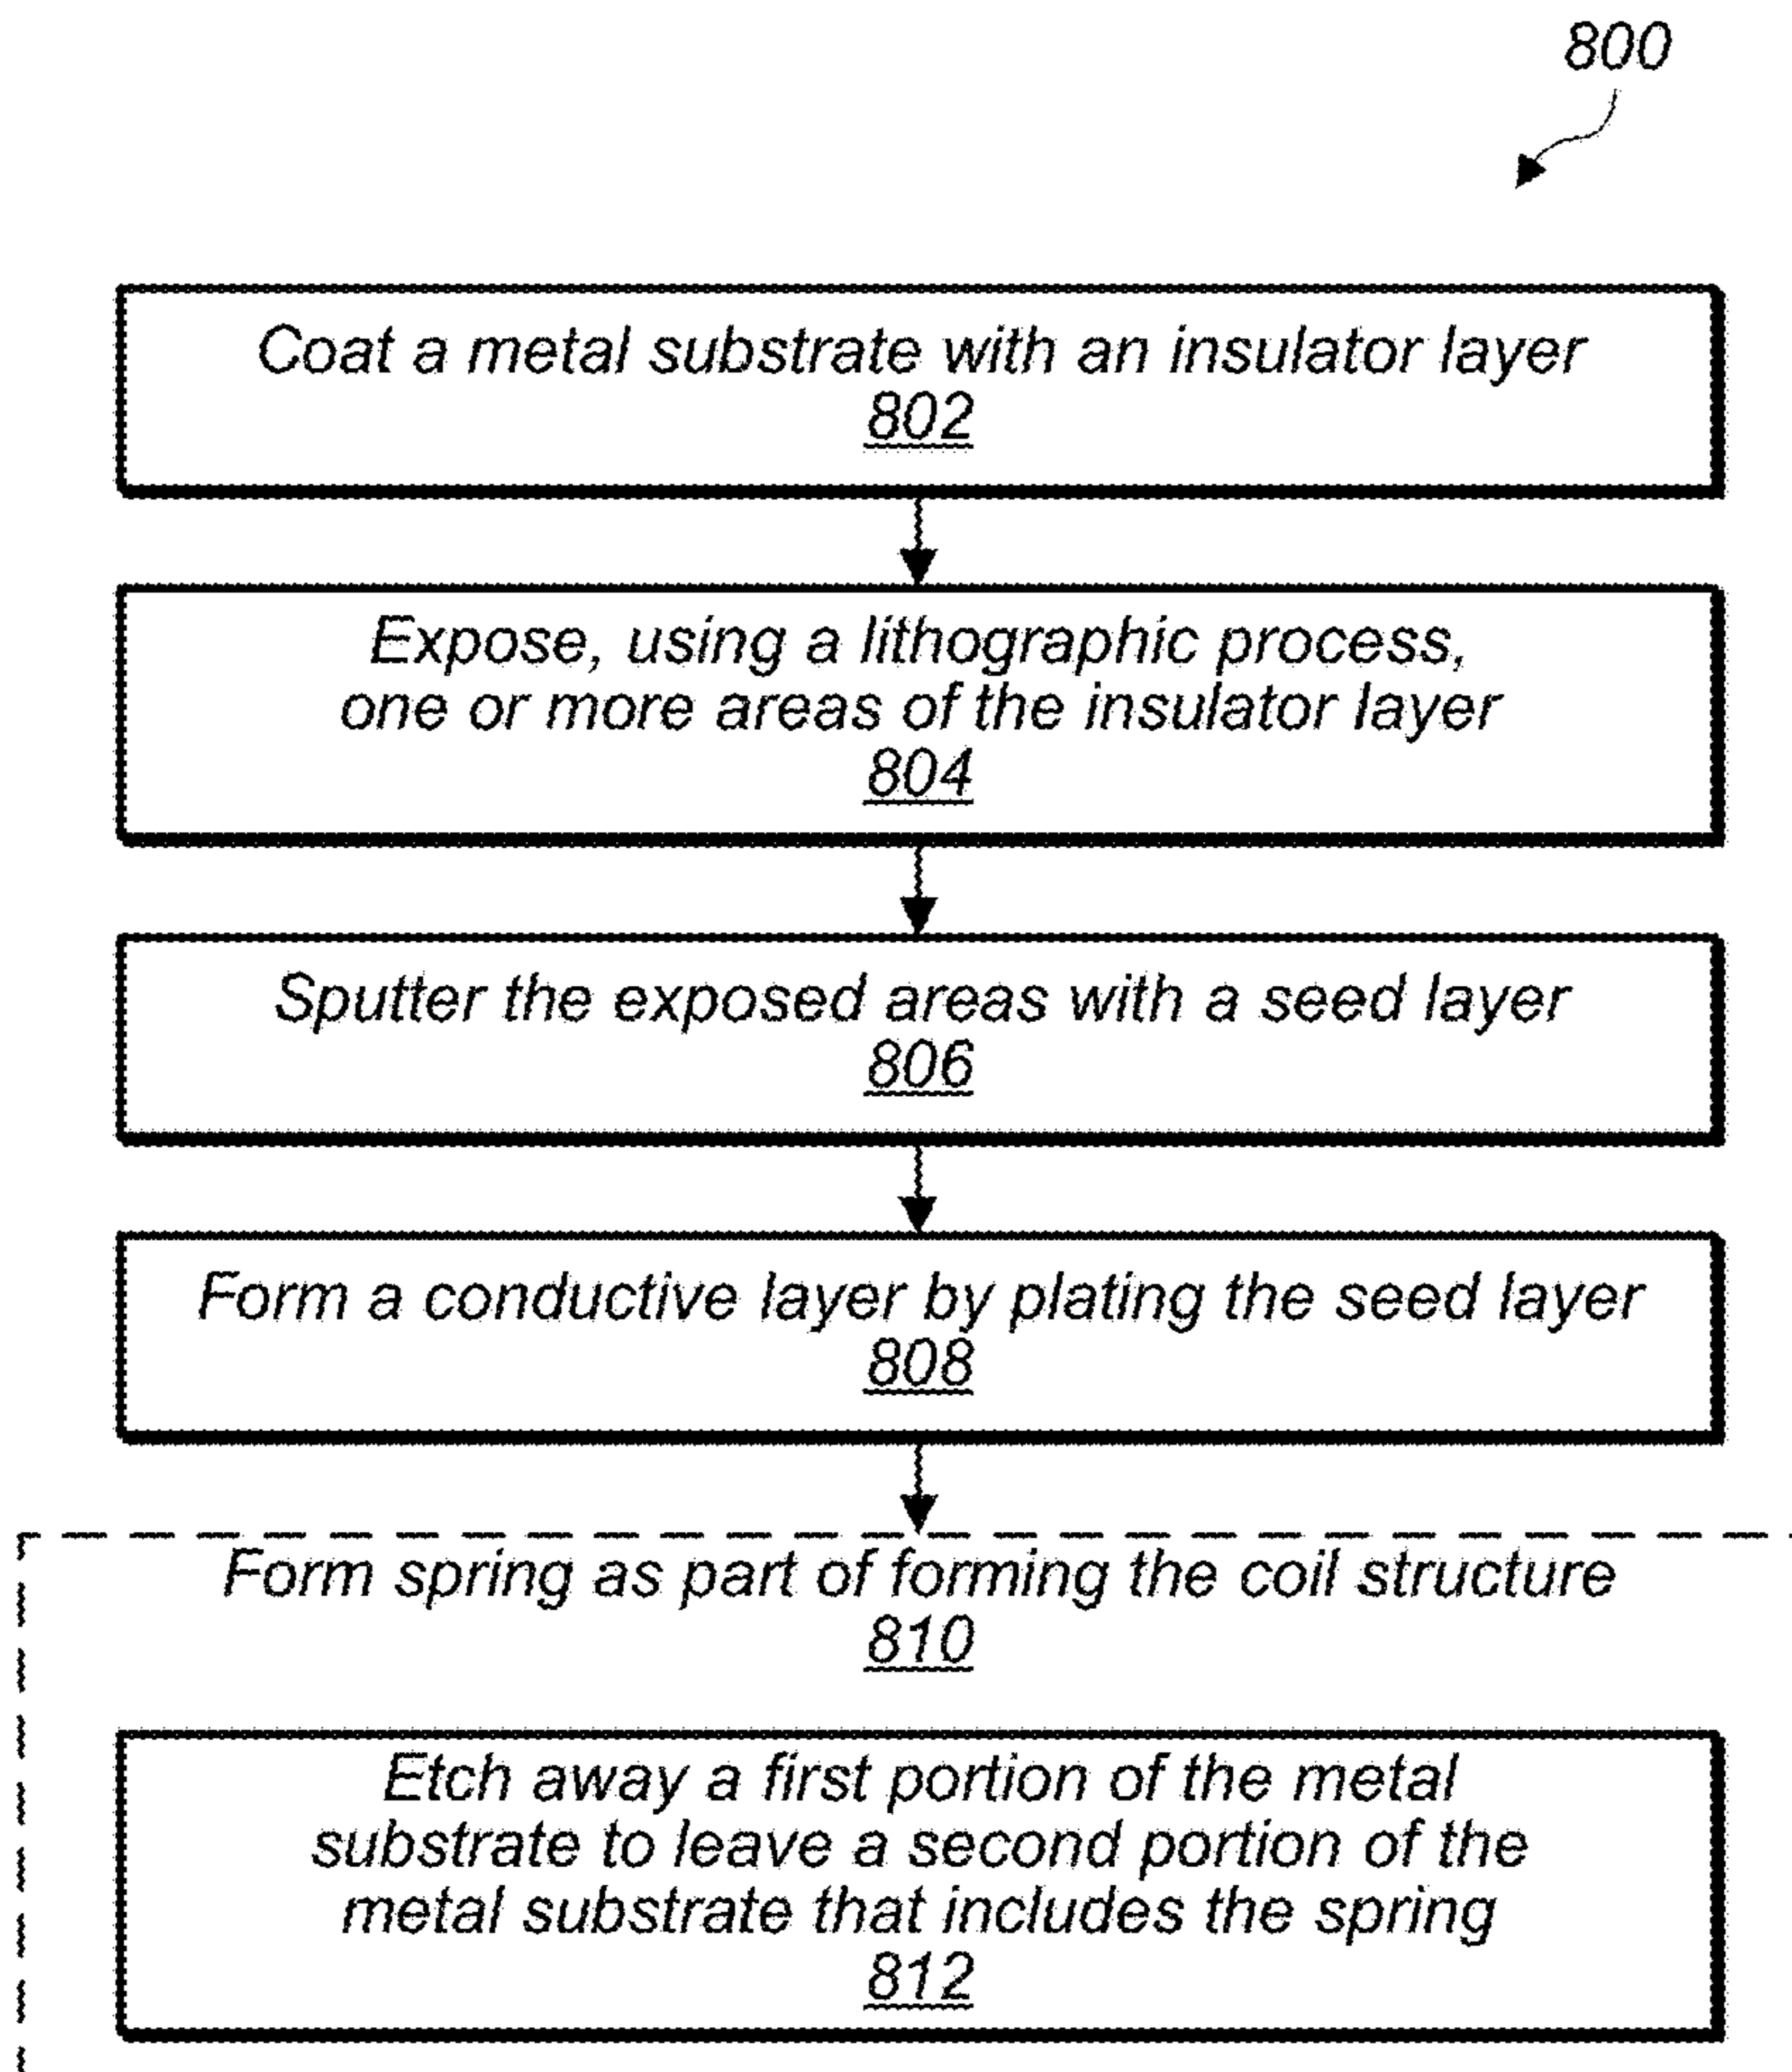 800
Coat a metal substrate with an insulator layer
802
Expose, using a lithographic process,
one or more areas of the insulator layer
804
Sputter the exposed areas with a seed layer
806
Form a conductive layer by plating the seed layer
808
Form spring as part of forming the coil structure
810
Etch away a first portion of the metal
substrate to leave a second portion of the
metal substrate that includes the spring
812